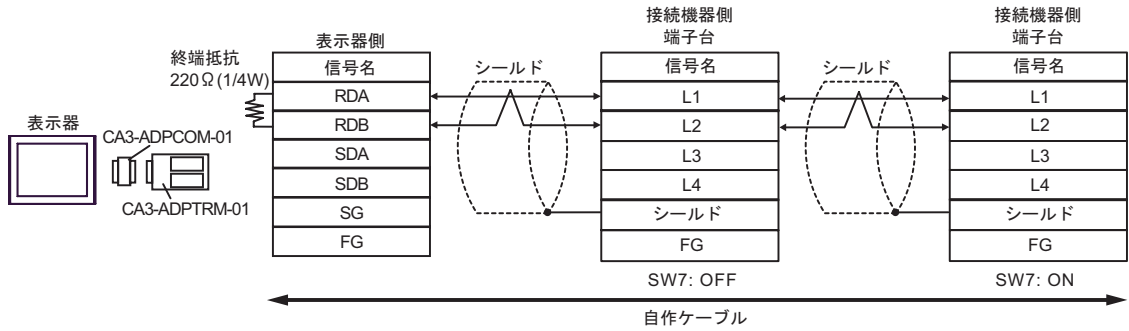 終端抵抗
220Ω(1/4W)
表示器
CA3-ADPCOM-01
CA3-ADPTRM-01
表示器側
信号名
RDA
RDB
SDA
SDB
SG
FG
シールド
接続機器側
端子台
信号名
L1
L2
L3
L4
シールド
FG
SW7: OFF
シールド
接続機器側
端子台
信号名
L1
L2
L3
L4
シールド
FG
SW7: ON
自作ケーブル